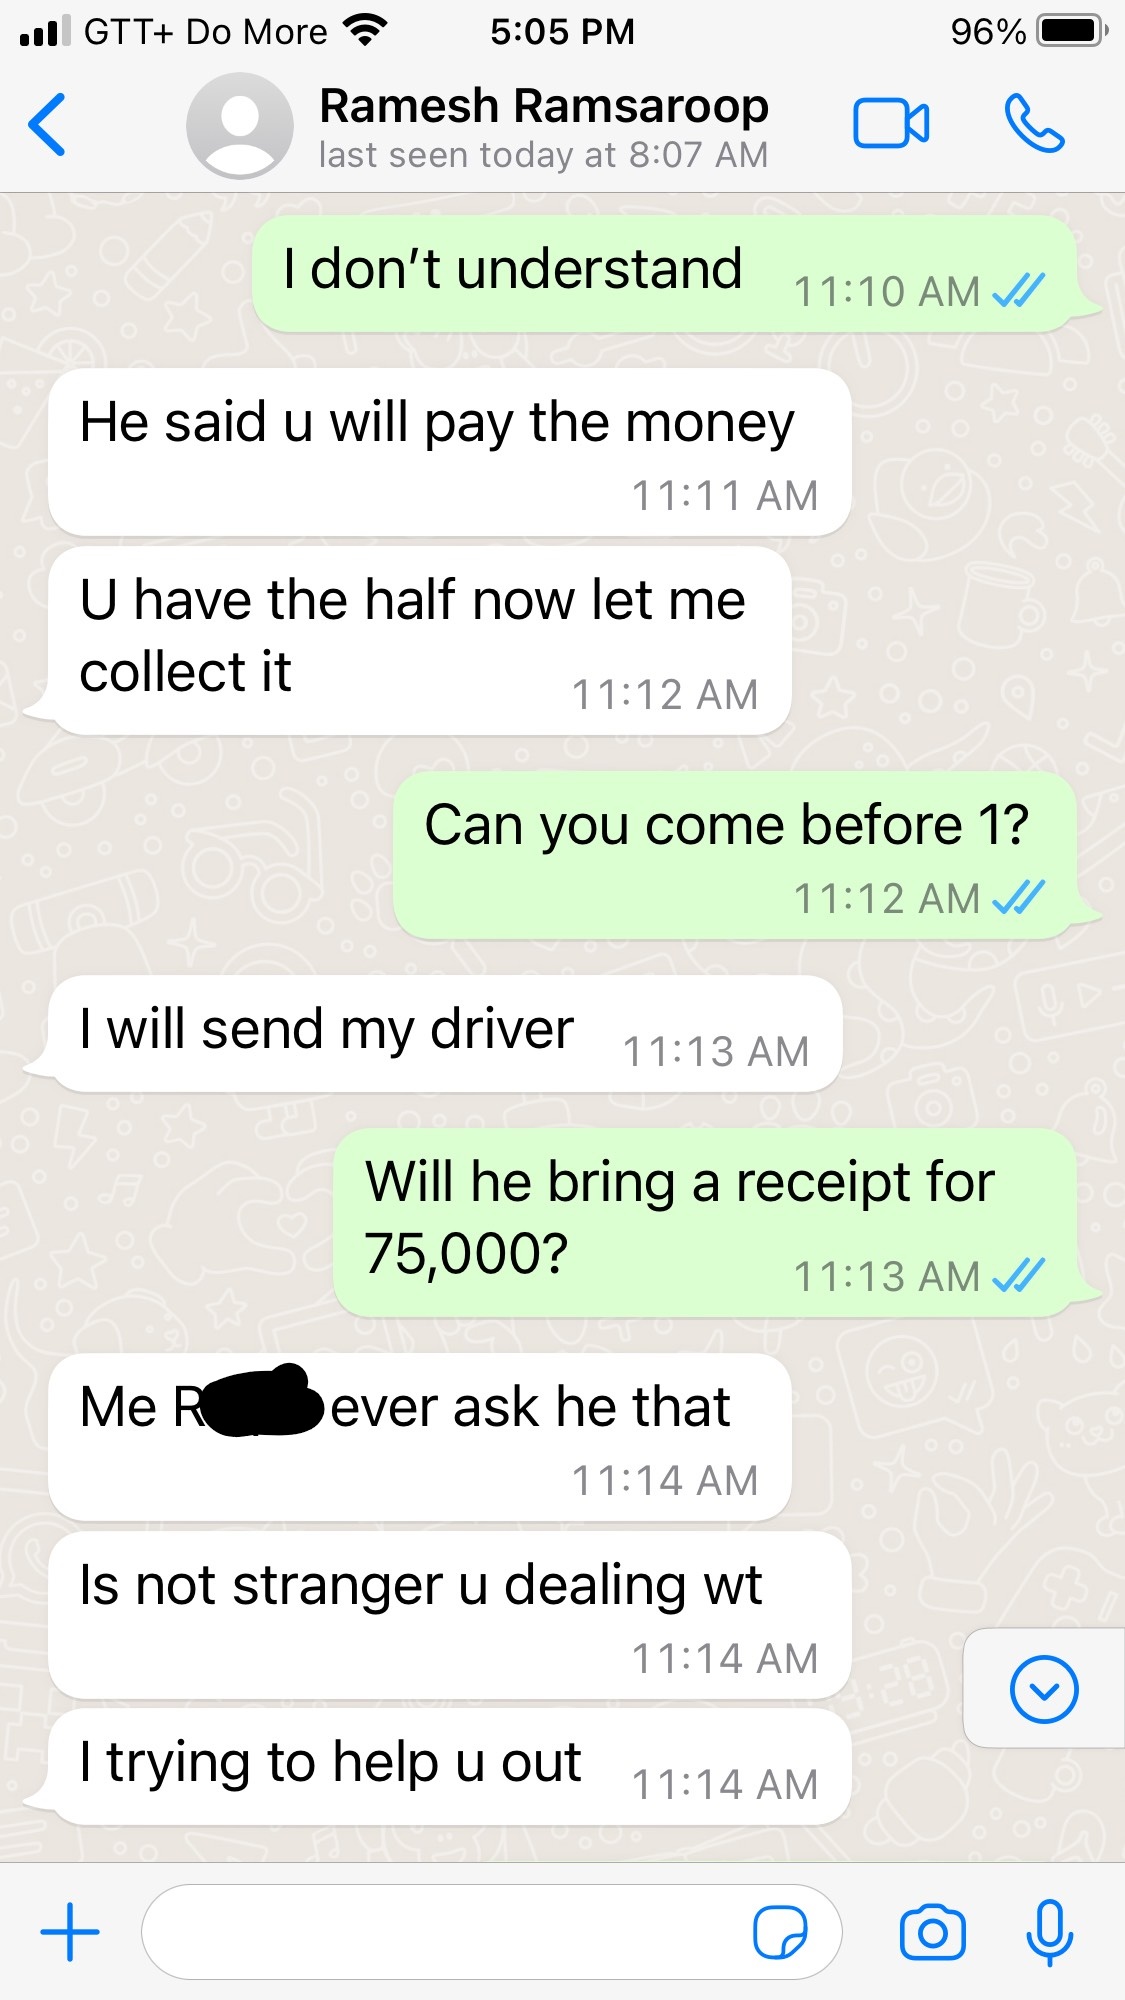 GTT+ Do More 5:05 PM 96%
Ramesh Ramsaroop
last seen today at 8:07 AM
I don't understand 11:10 AM
He said u will pay the money
11:11 AM
U have the half now let me
collect it 11:12 AM
Can you come before 1?
11:12 AM
I will send my driver 11:13 AM
Will he bring a receipt for
75,000? 11:13 AM
Me R ever ask he that
11:14 AM
Is not stranger u dealing wt
11:14 AM
I trying to help u out 11:14 AM